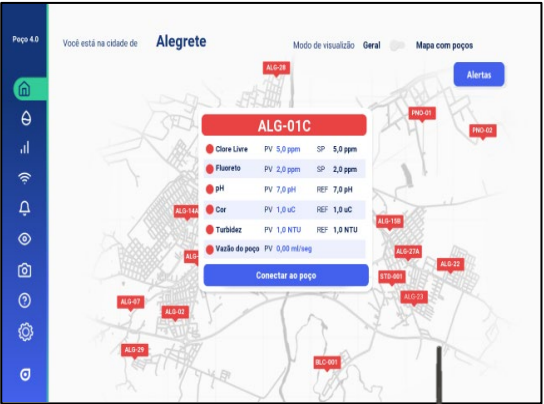 Poço 4.0
Você está na cidade de Alegrete
Modo de visualizão Geral Mapa com poços
Alertas
ALG-28
PNO-01
PNO-02
ALG-01C
Clore Livre PV 5,0 ppm SP 5,0 ppm
Fluoreto PV 2,0 ppm SP 2,0 ppm
pH PV 7,0 pH REF 7,0 pH
Cor PV 1,0 uC REF 1,0 uC
Turbidez PV 1,0 NTU REF 1,0 NTU
Vazão do poço PV 0,00 ml/seg
Conectar ao poço
ALG-14A
ALG-15B
ALG-
ALG-27A
ALG-22
STD-001
ALG-23
ALG-07
ALG-02
ALG-29
BLC-001